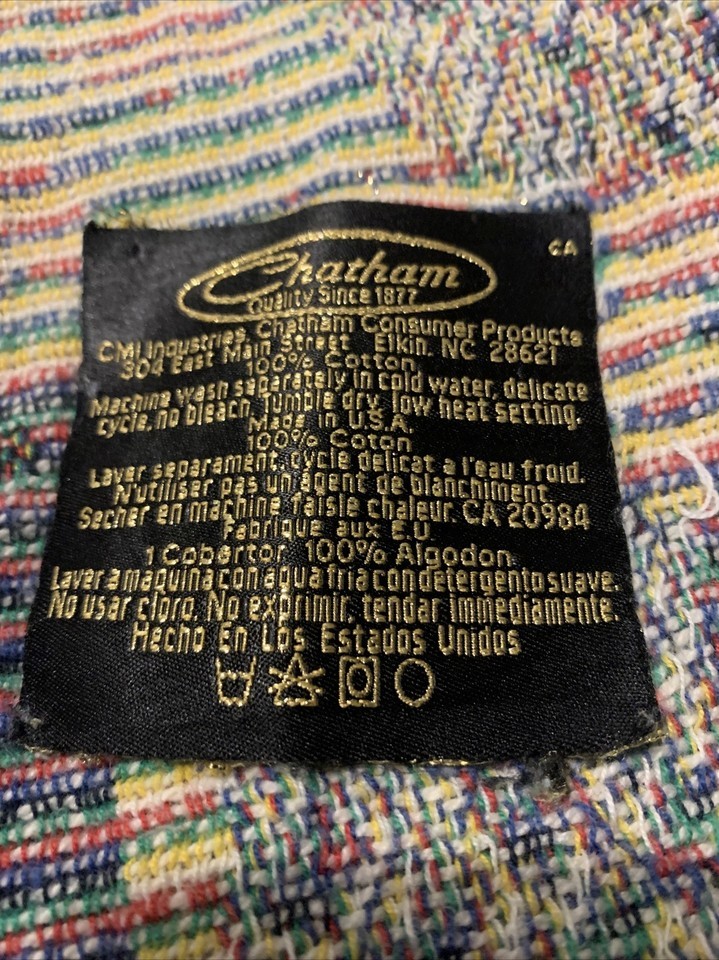 CA
Chatham
Quality Since 1877
CMI Industries, Chatham Consumer Products
304 East Main Street Elkin, NC 28621
100% Cotton
Machine wash saperately in cold water, delicate
cycle, no bleach. Tumble dry, low heat setting.
Made In U.S.A.
100% Coton
Laver separament, cycle delicat a l'eau froid.
N'utiliser pas un agent de blanchiment
Secher en machine faisle chaleur. CA 20984
Fabrique aux E.U.
1 Cobertor 100% Algodon
Laver a maquina con aqua fria con detergento suave.
No usar cloro. No exprimir, tendar immediamente.
Hecho En Los Estados Unidos